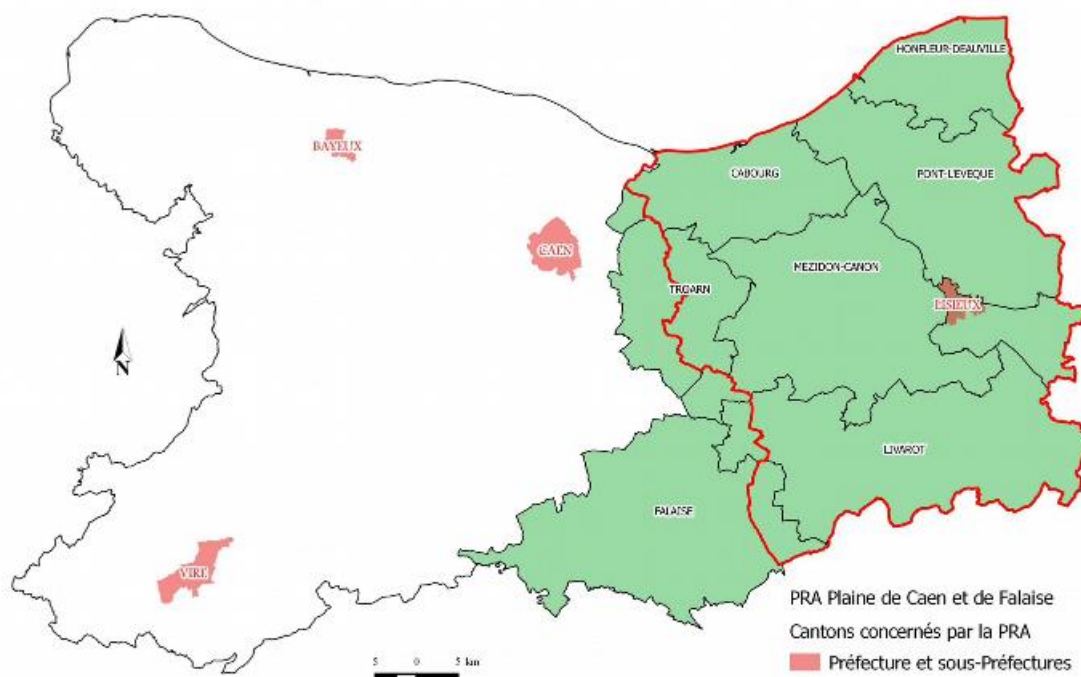 HONFLEUR-DEAUVILLE
BAYEUX
CABOURG
PONT-L'EVEQUE
CAEN
MEZIDON-CANON
TROARN
LISIEUX
LIVAROT
FALAISE
VIRE
N
5 0 5 km
PRA Plaine de Caen et de Falaise
Cantons concernés par la PRA
Préfecture et sous-Préfectures